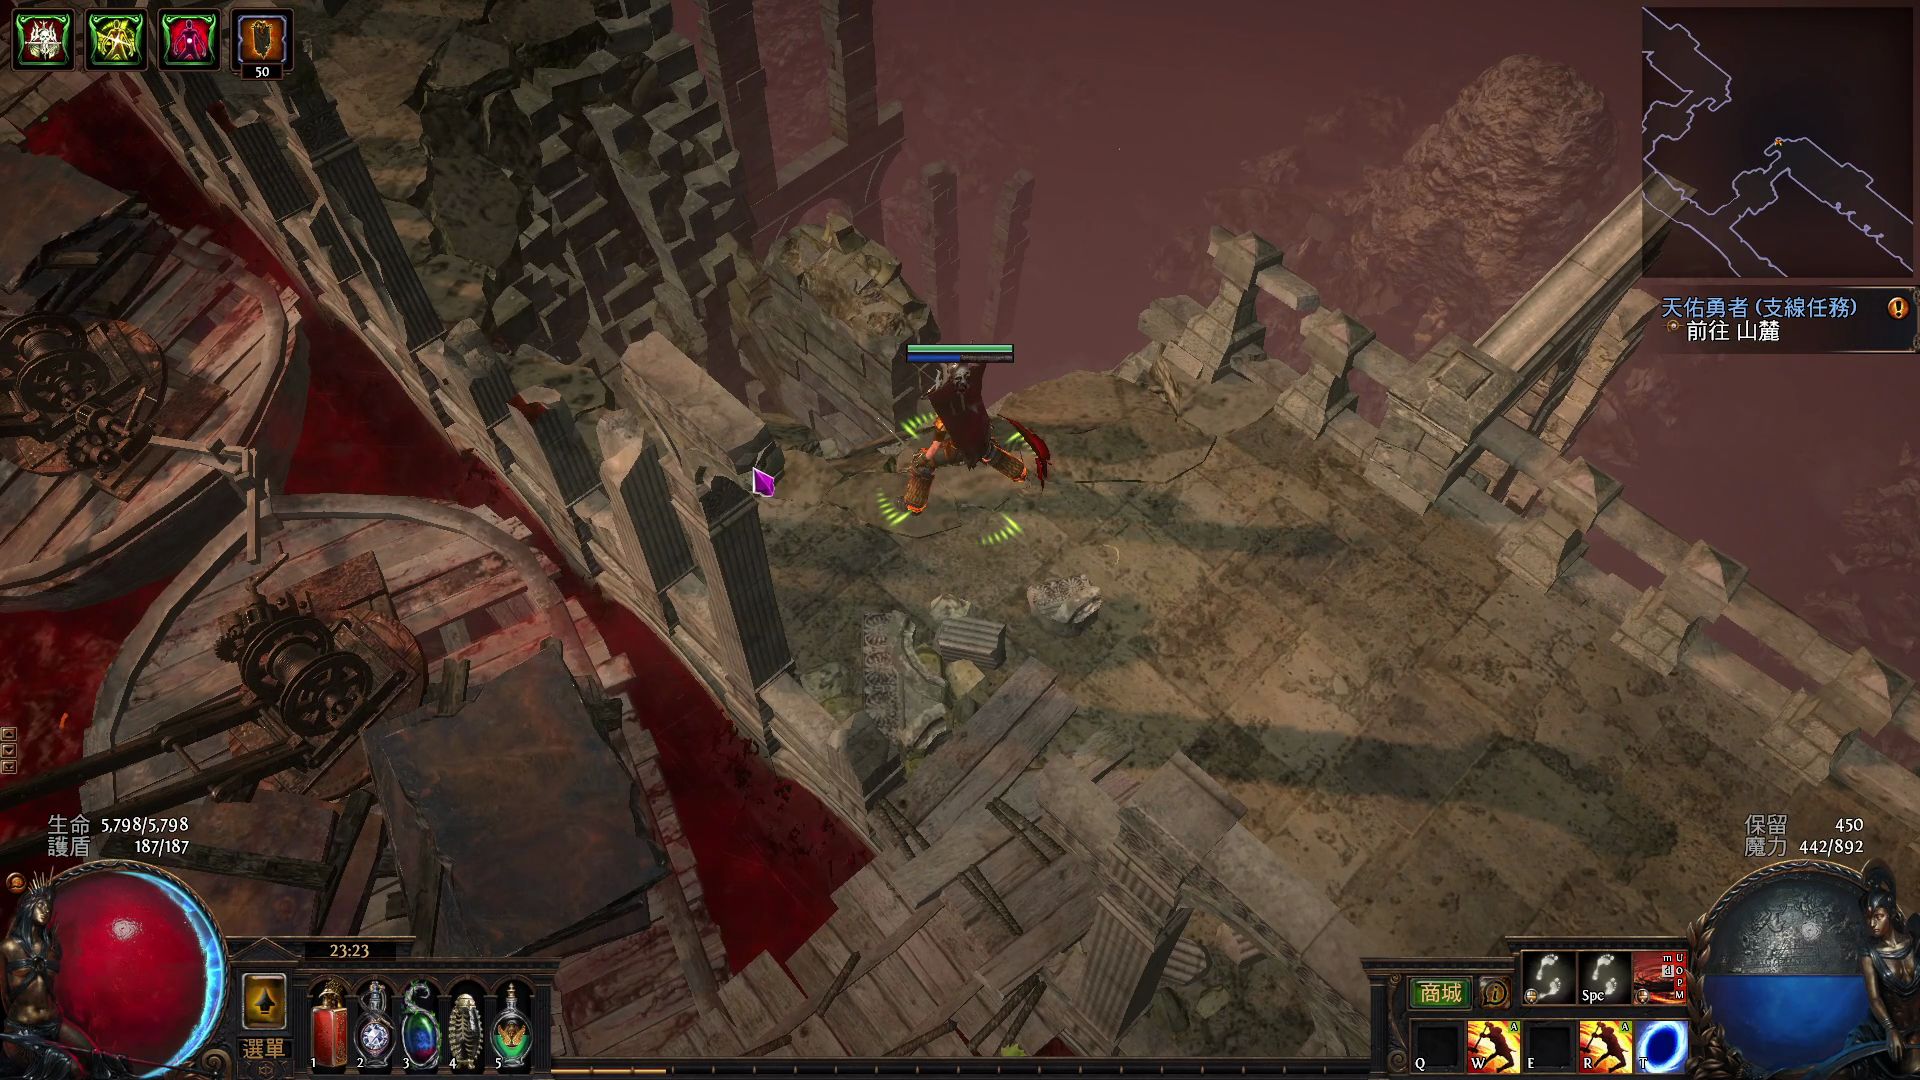 50
天佑勇者 (支線任務)
前往 山麓
生命 5,798/5,798
護盾 187/187
保留 450
魔力 442/892
23:23
選單
1 2 3 4 5
商城
Spc
m U
d O
P
M
Q W A E R A T